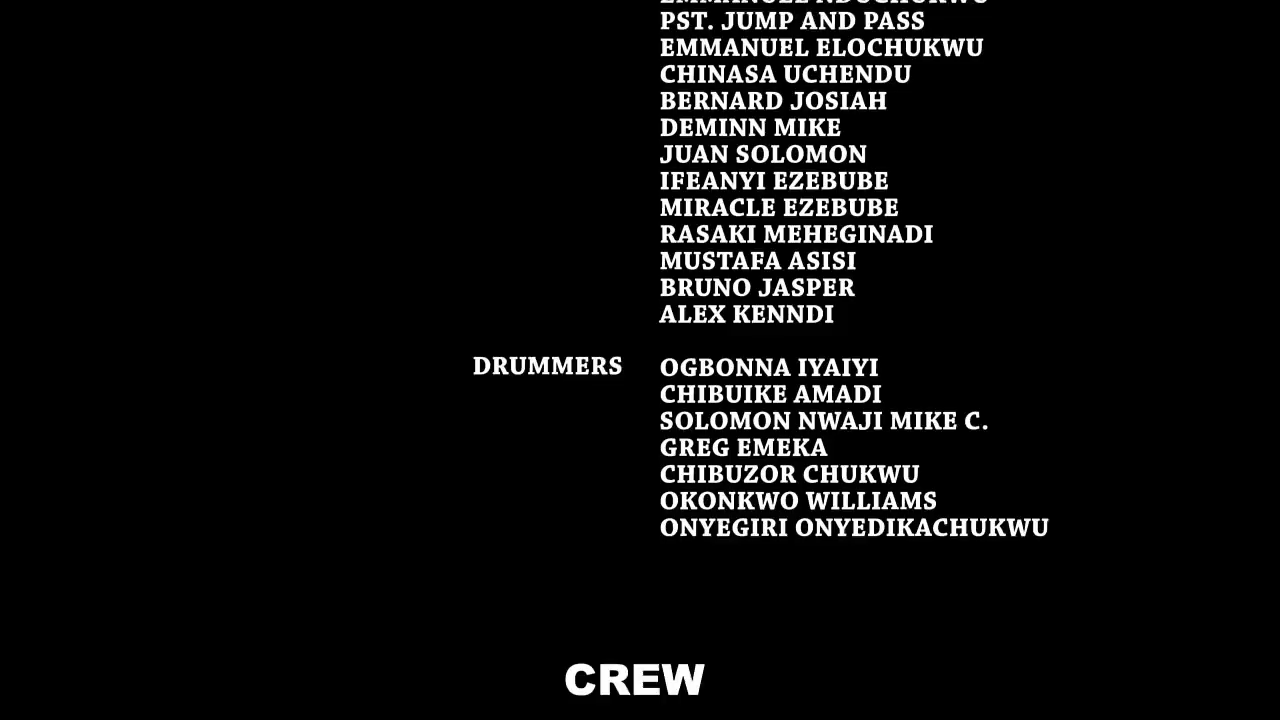 EMMANUEL NDUCHUKWU
PST. JUMP AND PASS
EMMANUEL ELOCHUKWU
CHINASA UCHENDU
BERNARD JOSIAH
DEMINN MIKE
JUAN SOLOMON
IFEANYI EZEBUBE
MIRACLE EZEBUBE
RASAKI MEHEGINADI
MUSTAFA ASISI
BRUNO JASPER
ALEX KENNDI
DRUMMERS OGBONNA IYAIYI
CHIBUIKE AMADI
SOLOMON NWAJI MIKE C.
GREG EMEKA
CHIBUZOR CHUKWU
OKONKWO WILLIAMS
ONYEGIRI ONYEDIKACHUKWU
CREW